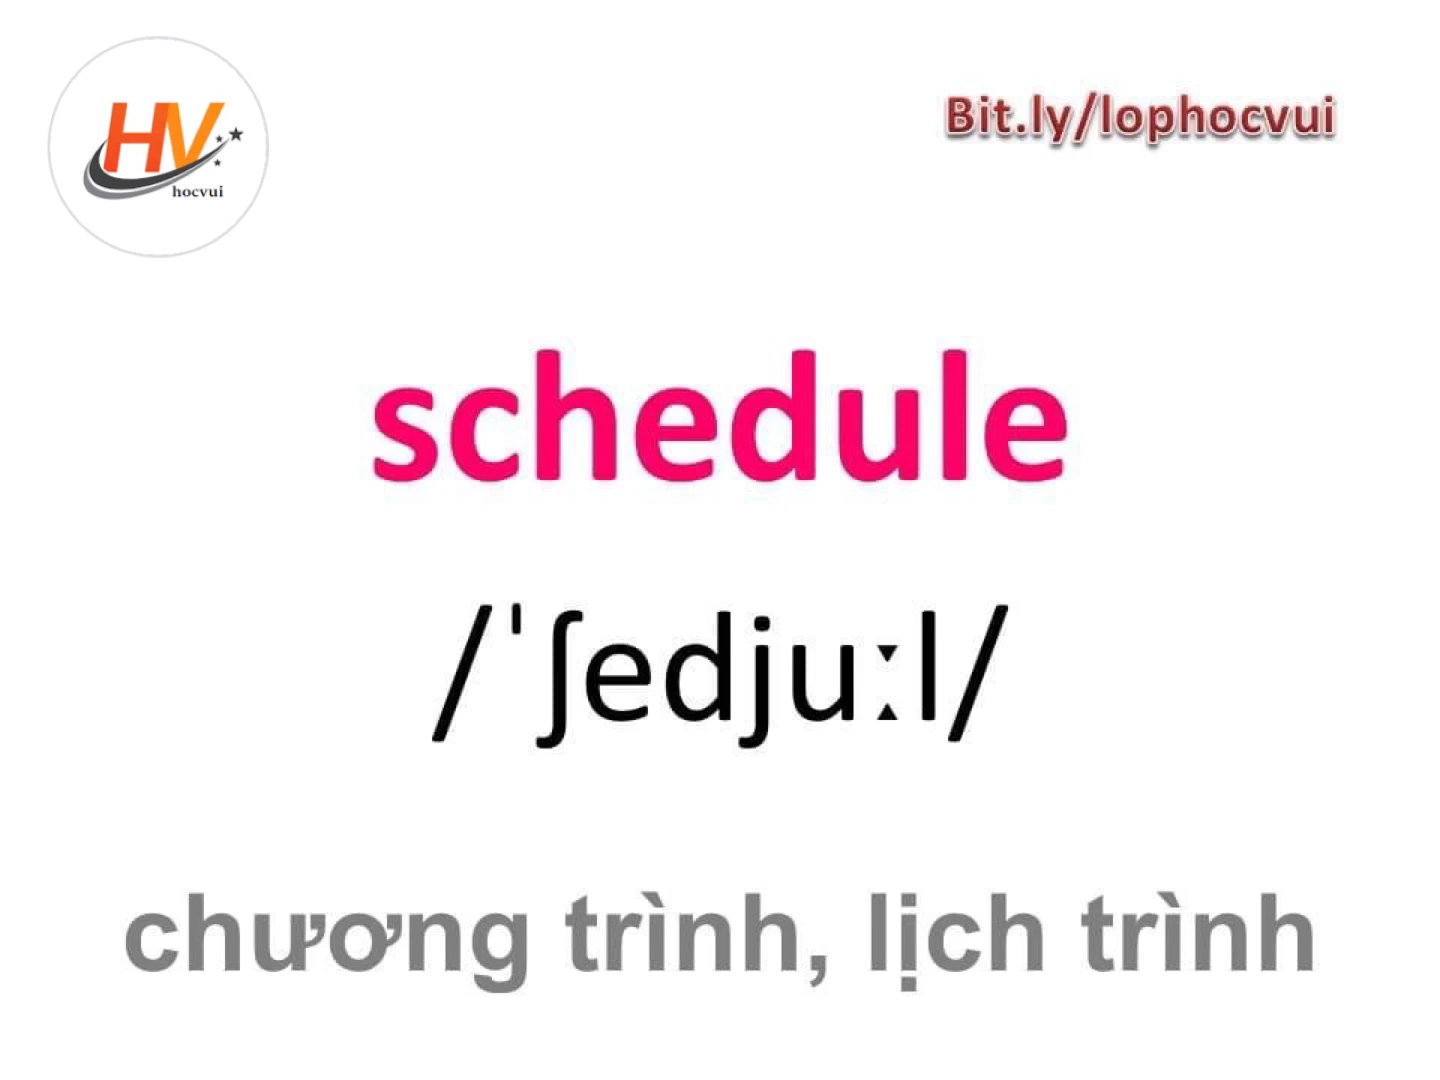 HV
hocvui
Bit.ly/lophocvui
schedule
/ˈʃedjuːl/
chương trình, lịch trình